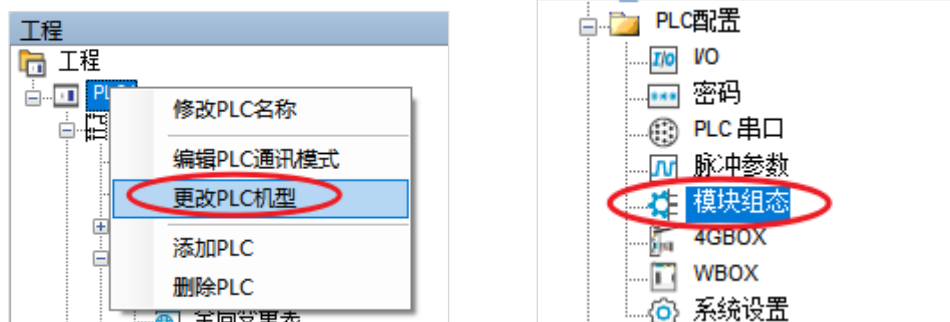 工程
工程
修改PLC名称
编辑PLC通讯模式
更改PLC机型
添加PLC
删除PLC
PLC配置
I/O
I/O
密码
PLC 串口
脉冲参数
模块组态
4GBOX
WBOX
系统设置